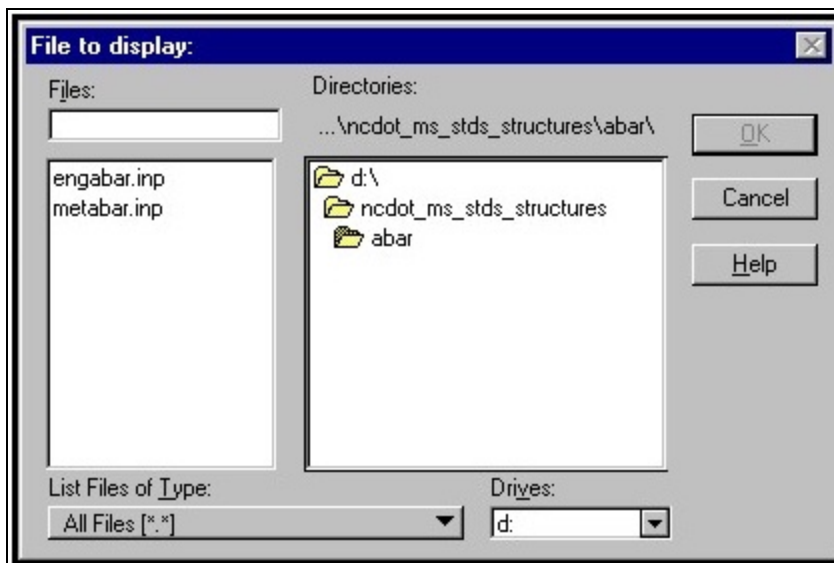 File to display:
Files:
Directories:
...\ncdot_ms_stds_structures\abar\
OK
engabar.inp
metabar.inp
d:\
ncdot_ms_stds_structures
abar
Cancel
Help
List Files of Type:
All Files [*.*]
Drives:
d: